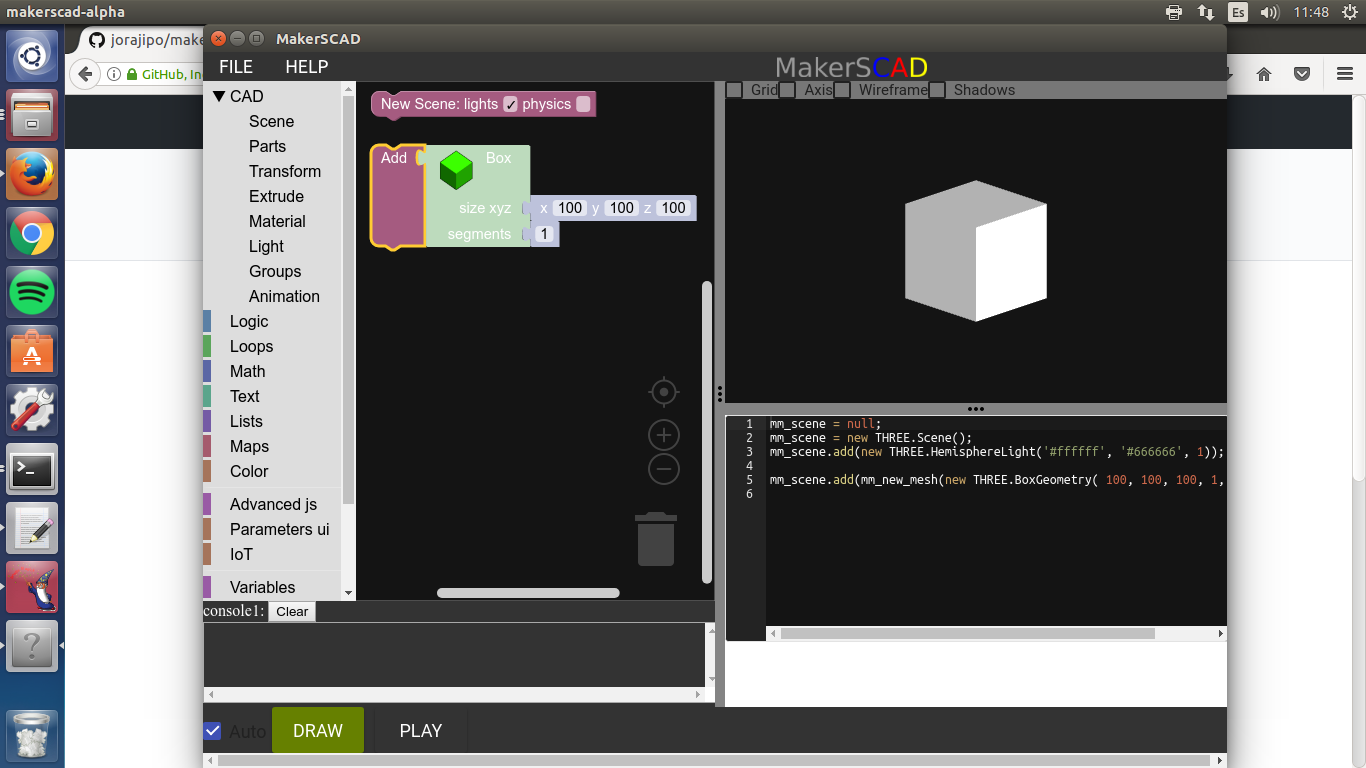 makerscad-alpha
Es
11:48
jorajipo/make
MakerSCAD
GitHub, In
FILE HELP
MakerSCAD
Grid Axis Wireframe Shadows
CAD
Scene
Parts
Transform
Extrude
Material
Light
Groups
Animation
Logic
Loops
Math
Text
Lists
Maps
Color
Advanced js
Parameters ui
IoT
Variables
New Scene: lights ✓ physics
Add Box
size xyz x 100 y 100 z 100
segments 1
1 mm_scene = null;
2 mm_scene = new THREE.Scene();
3 mm_scene.add(new THREE.HemisphereLight('#ffffff', '#666666', 1));
4
5 mm_scene.add(mm_new_mesh(new THREE.BoxGeometry( 100, 100, 100, 1,
6
console1: Clear
Auto DRAW PLAY